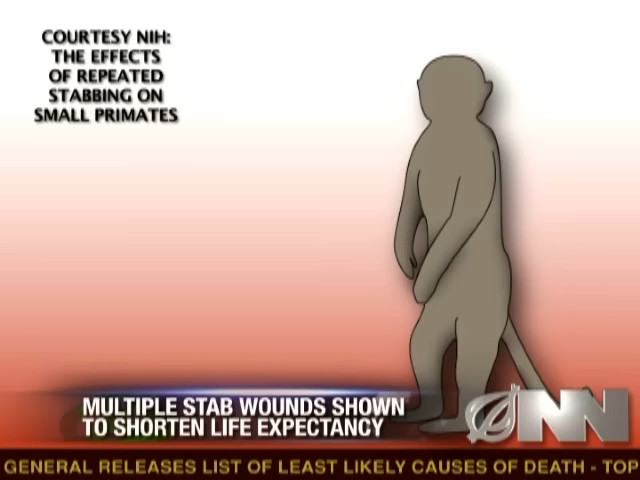 COURTESY NIH:
THE EFFECTS
OF REPEATED
STABBING ON
SMALL PRIMATES
MULTIPLE STAB WOUNDS SHOWN
TO SHORTEN LIFE EXPECTANCY
ONN
GENERAL RELEASES LIST OF LEAST LIKELY CAUSES OF DEATH - TOP